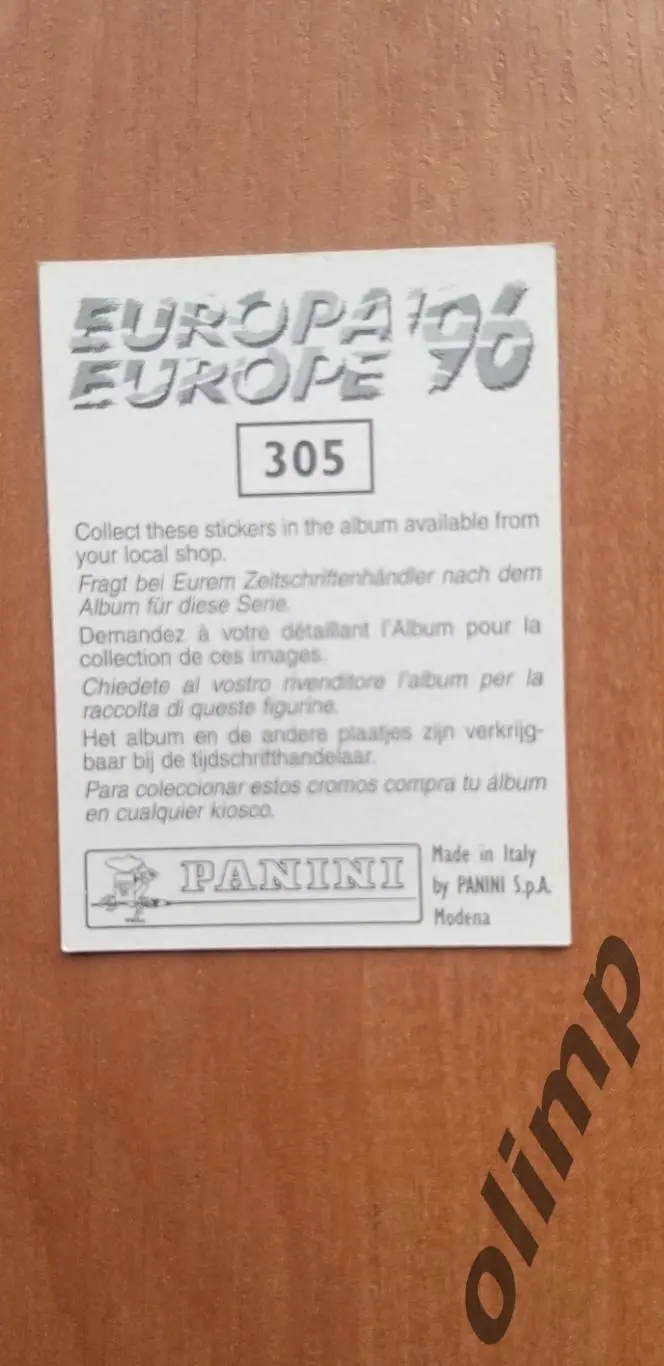 EUROPA '96
EUROPE
305
Collect these stickers in the album available from
your local shop.
Fragt bei Eurem Zeitschriftenhändler nach dem
Album für diese Serie.
Demandez à votre détaillant l'Album pour la
collection de ces images.
Chiedete al vostro rivenditore l'album per la
raccolta di queste figurine.
Het album en de andere plaatjes zijn verkrijg-
baar bij de tijdschrifthandelaar.
Para coleccionar estos cromos compra tu álbum
en cualquier kiosco.
PANINI
Made in Italy
by PANINI S.p.A.
Modena
olimp